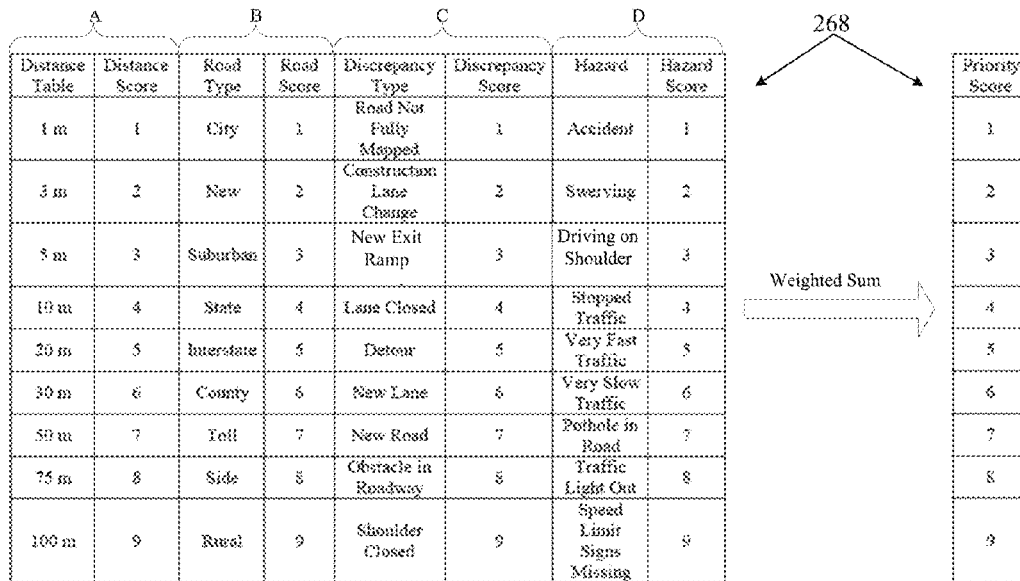 A B C D 268
Distance Table Distance Score Road Type Road Score Discrepancy Type Discrepancy Score Hazard Hazard Score Priority Score
1 m 1 City 1 Road Not Fully Mapped 1 Accident 1 1
3 m 2 New 2 Construction Lane Change 2 Swerving 2 2
5 m 3 Suburban 3 New Exit Ramp 3 Driving on Shoulder 3 3
Weighted Sum
10 m 4 State 4 Lane Closed 4 Stopped Traffic 4 4
20 m 5 Interstate 5 Detour 5 Very Fast Traffic 5 5
30 m 6 County 6 New Lane 6 Very Slow Traffic 6 6
50 m 7 Toll 7 New Road 7 Pothole in Road 7 7
75 m 8 Side 8 Obstacle in Roadway 8 Traffic Light Out 8 8
100 m 9 Rural 9 Shoulder Closed 9 Speed Limit Signs Missing 9 9